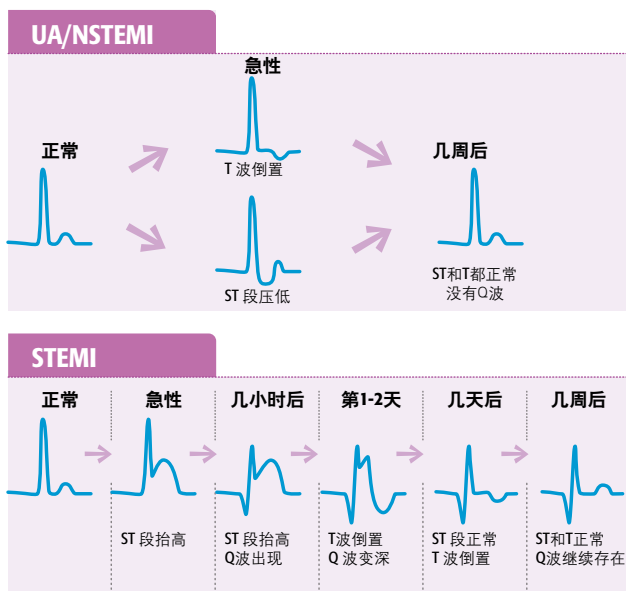 UA/NSTEMI
急性
正常
几周后
T 波倒置
ST 段压低
ST和T都正常
没有Q波
STEMI
正常
急性
几小时后
第1-2天
几天后
几周后
ST 段抬高
ST 段抬高
Q波出现
T波倒置
Q 波变深
ST 段正常
T 波倒置
ST和T正常
Q波继续存在